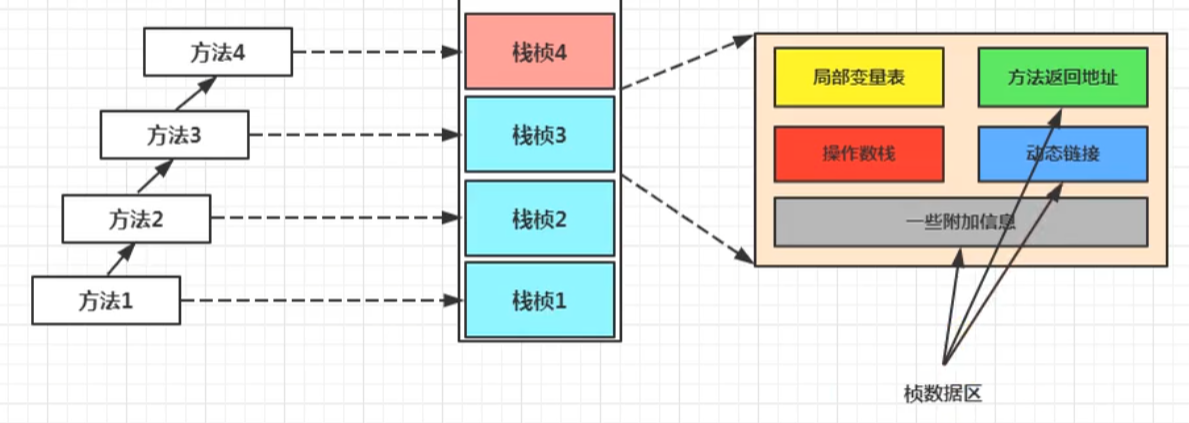 方法4
方法3
方法2
方法1
栈桢4
栈桢3
栈桢2
栈桢1
局部变量表
方法返回地址
操作数栈
动态链接
一些附加信息
桢数据区